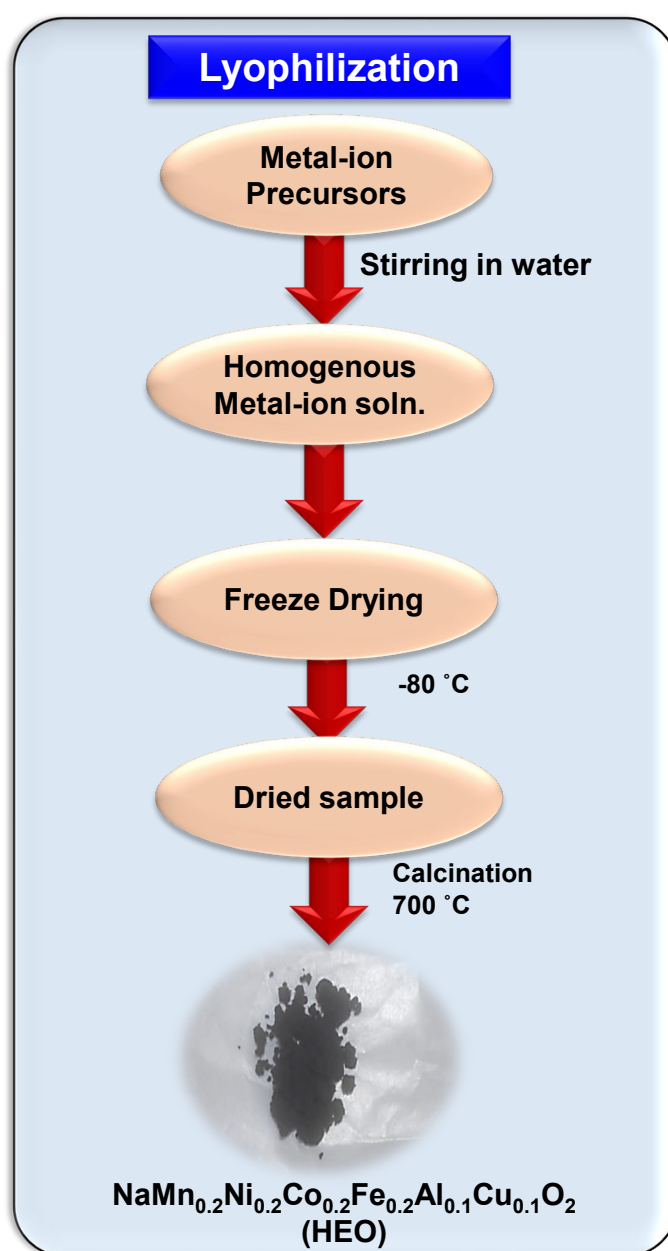 Lyophilization
Metal-ion
Precursors
Stirring in water
Homogenous
Metal-ion soln.
Freeze Drying
-80 ˚C
Dried sample
Calcination
700 ˚C
NaMn₀.₂Ni₀.₂Co₀.₂Fe₀.₂Al₀.₁Cu₀.₁O₂
(HEO)